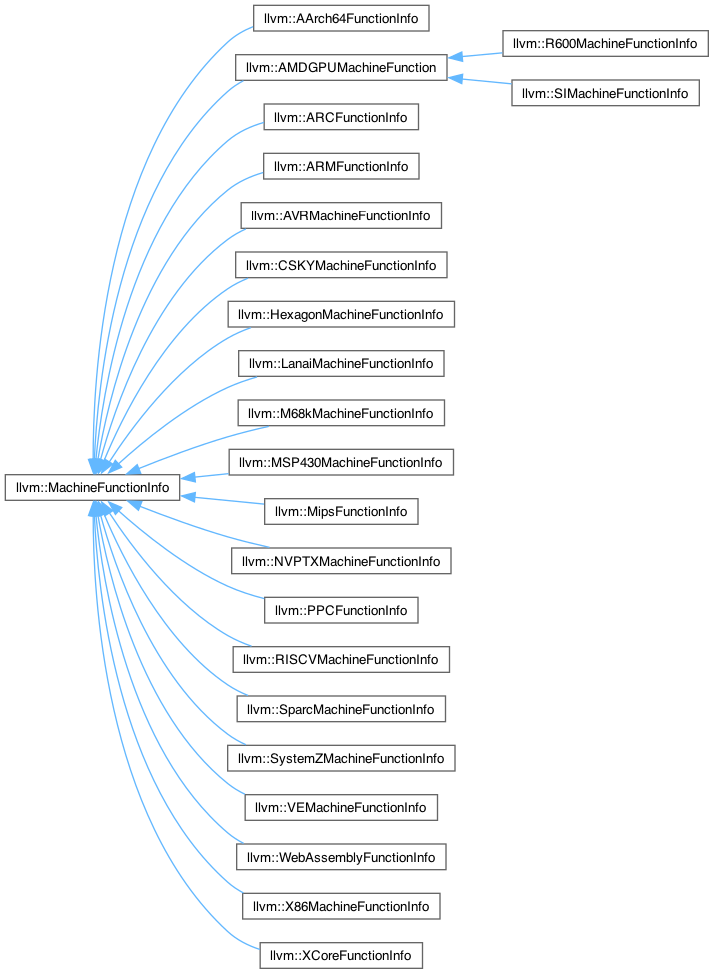 llvm::AArch64FunctionInfo
llvm::R600MachineFunctionInfo
llvm::AMDGPUMachineFunction
llvm::SIMachineFunctionInfo
llvm::ARCFunctionInfo
llvm::ARMFunctionInfo
llvm::AVRMachineFunctionInfo
llvm::CSKYMachineFunctionInfo
llvm::HexagonMachineFunctionInfo
llvm::LanaiMachineFunctionInfo
llvm::M68kMachineFunctionInfo
llvm::MSP430MachineFunctionInfo
llvm::MachineFunctionInfo
llvm::MipsFunctionInfo
llvm::NVPTXMachineFunctionInfo
llvm::PPCFunctionInfo
llvm::RISCVMachineFunctionInfo
llvm::SparcMachineFunctionInfo
llvm::SystemZMachineFunctionInfo
llvm::VEMachineFunctionInfo
llvm::WebAssemblyFunctionInfo
llvm::X86MachineFunctionInfo
llvm::XCoreFunctionInfo